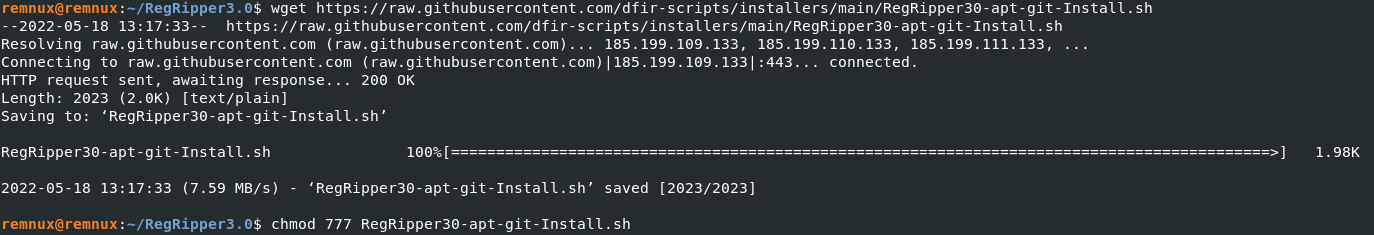 remnux@remnux:~/RegRipper3.0$ wget https://raw.githubusercontent.com/dfir-scripts/installers/main/RegRipper30-apt-git-Install.sh
--2022-05-18 13:17:33--  https://raw.githubusercontent.com/dfir-scripts/installers/main/RegRipper30-apt-git-Install.sh
Resolving raw.githubusercontent.com (raw.githubusercontent.com)... 185.199.109.133, 185.199.110.133, 185.199.111.133, ...
Connecting to raw.githubusercontent.com (raw.githubusercontent.com)|185.199.109.133|:443... connected.
HTTP request sent, awaiting response... 200 OK
Length: 2023 (2.0K) [text/plain]
Saving to: ‘RegRipper30-apt-git-Install.sh’
RegRipper30-apt-git-Install.sh               100%[===========================================================================================>]   1.98K
2022-05-18 13:17:33 (7.59 MB/s) - ‘RegRipper30-apt-git-Install.sh’ saved [2023/2023]
remnux@remnux:~/RegRipper3.0$ chmod 777 RegRipper30-apt-git-Install.sh